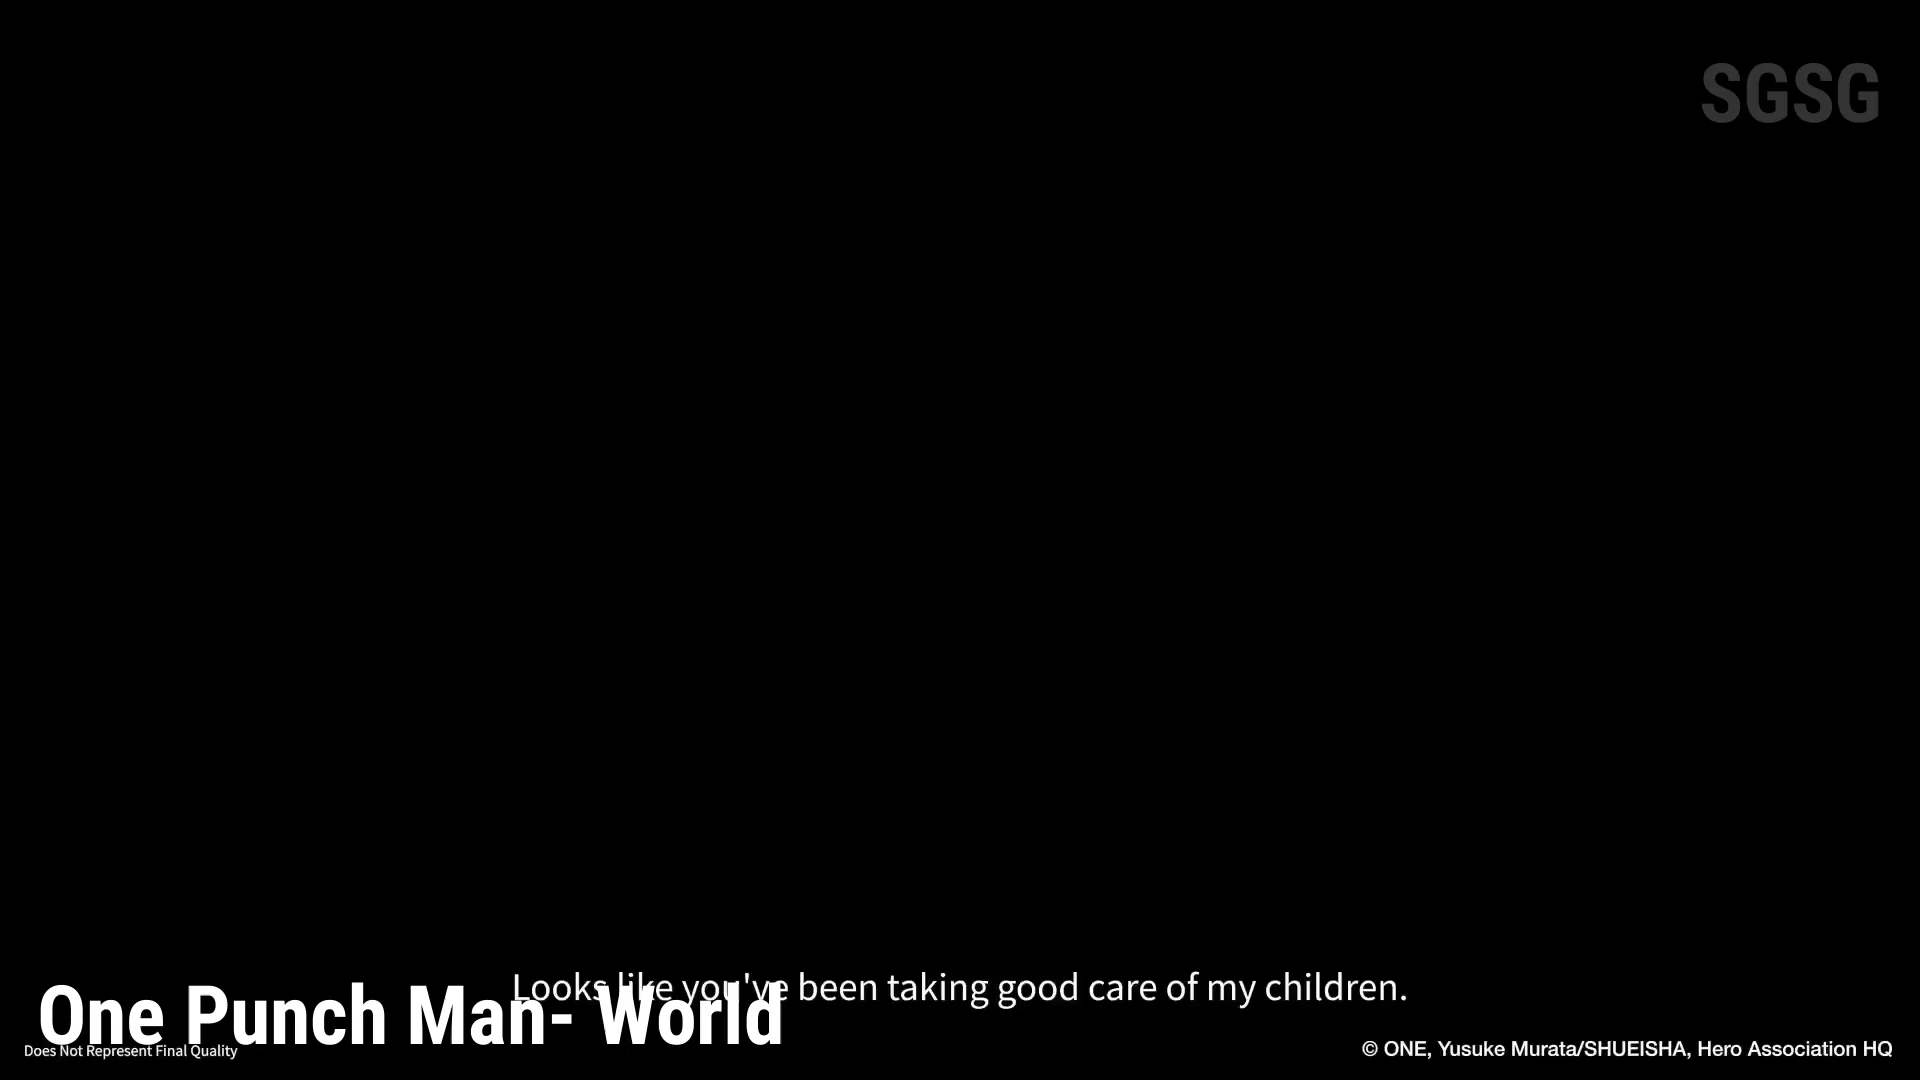 SGSG
Looks like you've been taking good care of my children.
One Punch Man- World
Does Not Represent Final Quality
© ONE, Yusuke Murata/SHUEISHA, Hero Association HQ